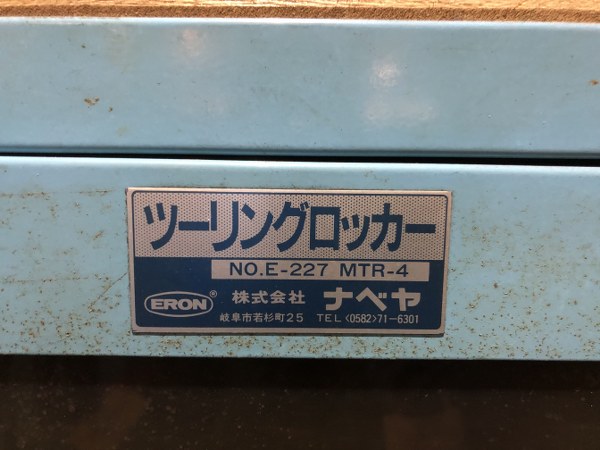 ツーリングロッカー
NO.E-227 MTR-4
ERON® 株式会社 ナベヤ
岐阜市若杉町25 TEL<0582>71-6301